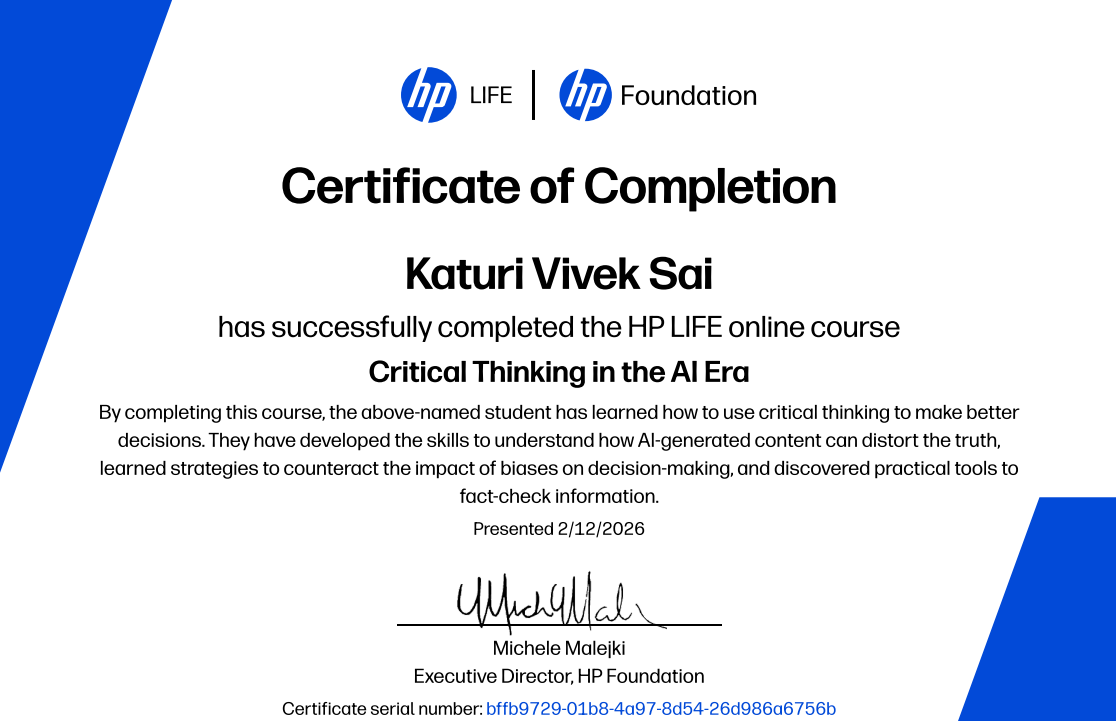 hp LIFE | hp Foundation
Certificate of Completion
Katuri Vivek Sai
has successfully completed the HP LIFE online course
Critical Thinking in the AI Era
By completing this course, the above-named student has learned how to use critical thinking to make better
decisions. They have developed the skills to understand how AI-generated content can distort the truth,
learned strategies to counteract the impact of biases on decision-making, and discovered practical tools to
fact-check information.
Presented 2/12/2026
Michele Malejki
Executive Director, HP Foundation
Certificate serial number: bffb9729-01b8-4a97-8d54-26d986a6756b